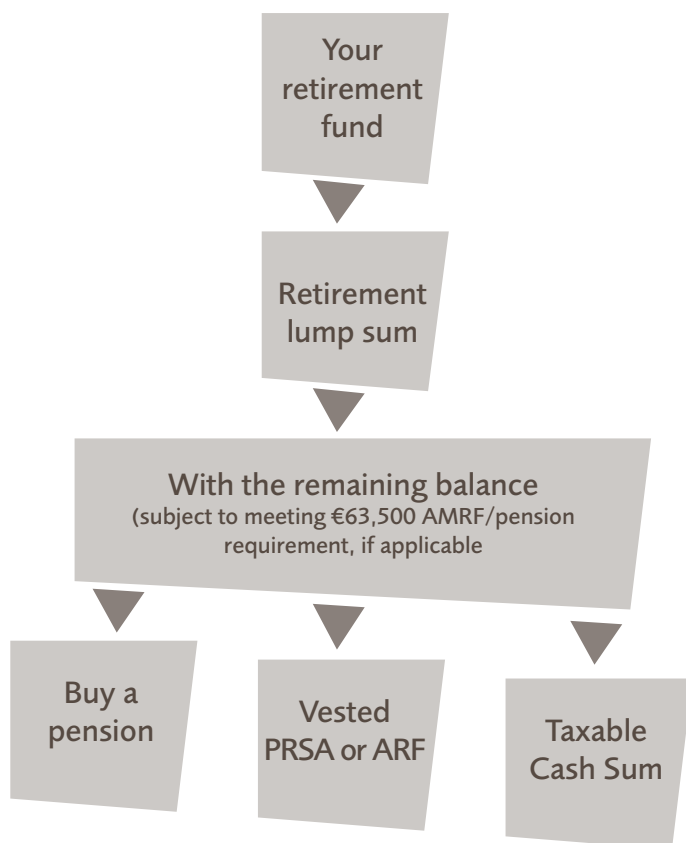 Your
retirement
fund
Retirement
lump sum
With the remaining balance
(subject to meeting €63,500 AMRF/pension
requirement, if applicable
Buy a
pension
Vested
PRSA or ARF
Taxable
Cash Sum